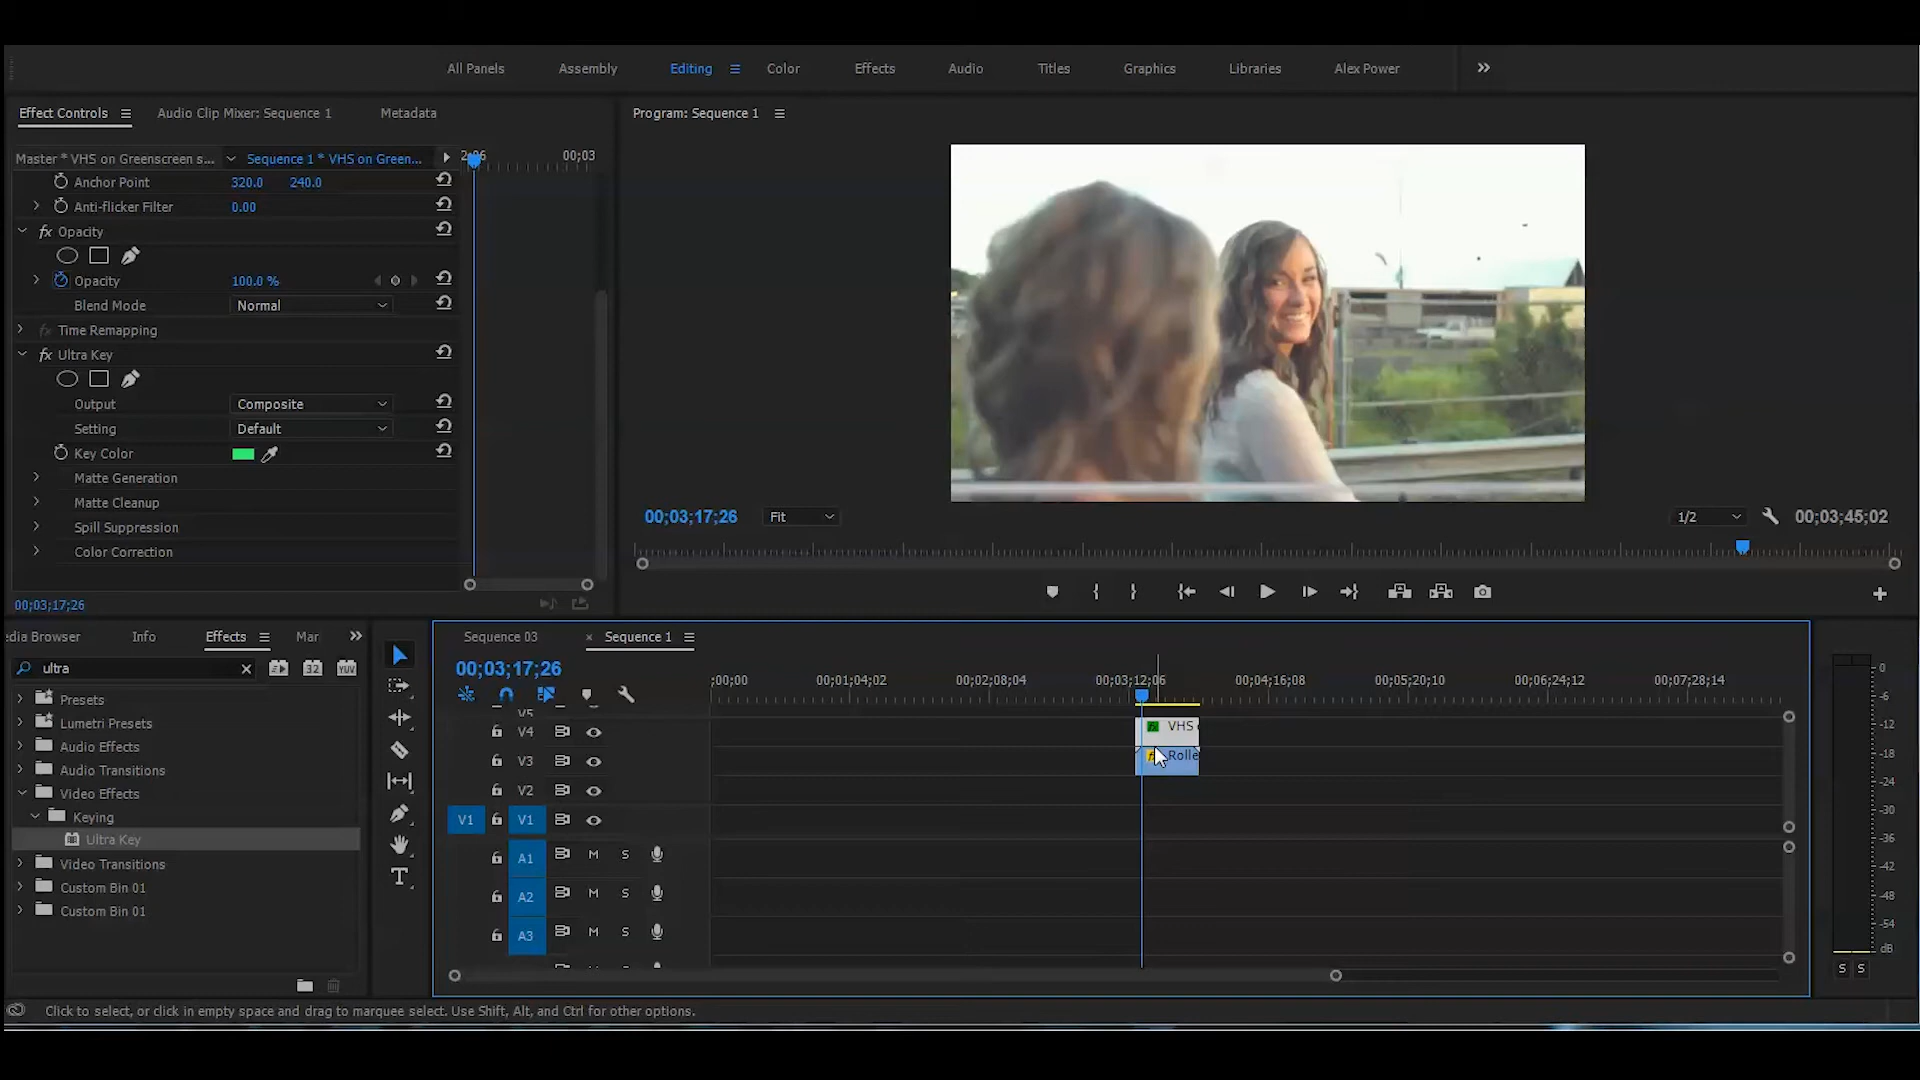 All Panels
Assembly
Editing
Color
Effects
Audio
Titles
Graphics
Libraries
Alex Power
Effect Controls
Audio Clip Mixer: Sequence 1
Metadata
Program: Sequence 1
Master * VHS on Greenscreen s...
Sequence 1 * VHS on Green...
00;03
Anchor Point 320.0 240.0
Anti-flicker Filter 0.00
fx Opacity
Opacity 100.0 %
Blend Mode Normal
fx Time Remapping
fx Ultra Key
Output Composite
Setting Default
Key Color
Matte Generation
Matte Cleanup
Spill Suppression
Color Correction
00;03;17;26
00;03;17;26
Fit
1/2
00;03;45;02
edia Browser
Info
Effects
Mar
ultra
32
YUV
Presets
Lumetri Presets
Audio Effects
Audio Transitions
Video Effects
Keying
Ultra Key
Video Transitions
Custom Bin 01
Custom Bin 01
Sequence 03
× Sequence 1
00;03;17;26
;00;00
00;01;04;02
00;02;08;04
00;03;12;06
00;04;16;08
00;05;20;10
00;06;24;12
00;07;28;14
V5
V4
VHS
V3
Rolle
V2
V1 V1
A1 M S
A2 M S
A3 M S
0
-6
-12
-18
-24
-30
-36
-42
-48
-54
dB
S S
Click to select, or click in empty space and drag to marquee select. Use Shift, Alt, and Ctrl for other options.